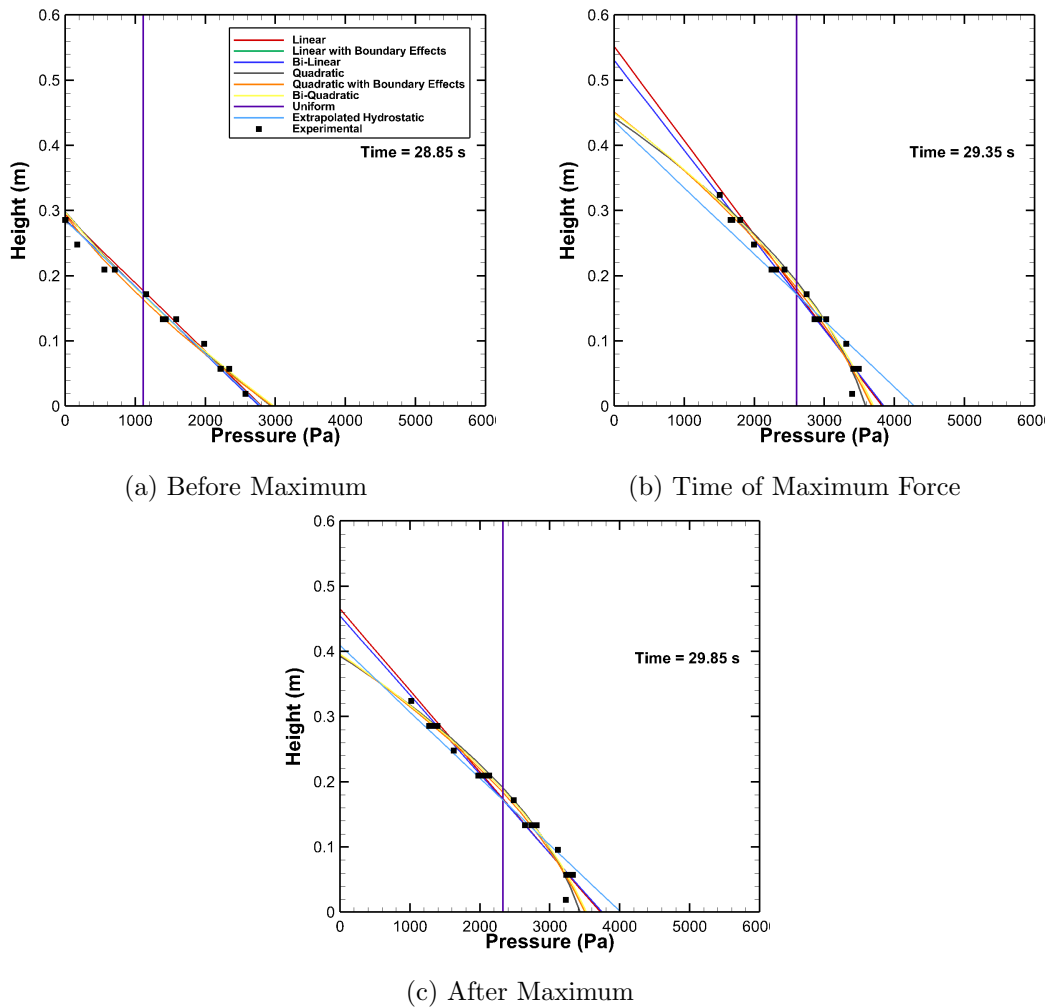 0.6
0.5
0.4
0.3
0.2
0.1
0
Height (m)
0 1000 2000 3000 4000 5000 6000
Pressure (Pa)
Linear
Linear with Boundary Effects
Bi-Linear
Quadratic
Quadratic with Boundary Effects
Bi-Quadratic
Uniform
Extrapolated Hydrostatic
Experimental
Time = 28.85 s
(a) Before Maximum
0.6
0.5
0.4
0.3
0.2
0.1
0
Height (m)
0 1000 2000 3000 4000 5000 600
Pressure (Pa)
Time = 29.35 s
(b) Time of Maximum Force
0.6
0.5
0.4
0.3
0.2
0.1
0
Height (m)
0 1000 2000 3000 4000 5000 6000
Pressure (Pa)
Time = 29.85 s
(c) After Maximum